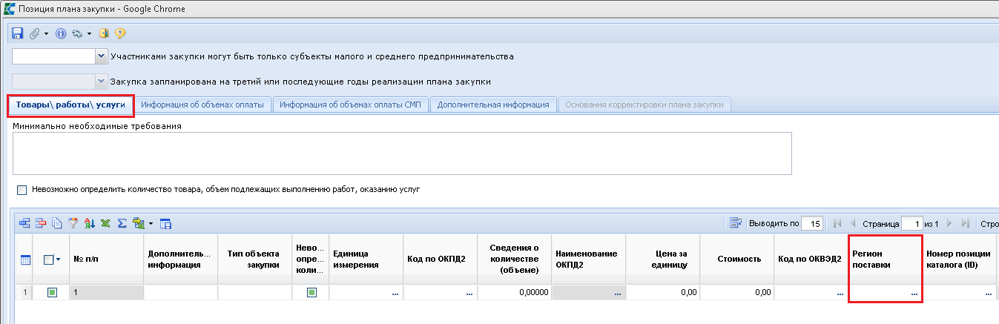 Позиция плана закупки - Google Chrome
Участниками закупки могут быть только субъекты малого и среднего предпринимательства
Закупка запланирована на третий или последующие годы реализации плана закупки
Товары\ работы\ услуги Информация об объемах оплаты Информация об объемах оплаты СМП Дополнительная информация Основания корректировки плана закупки
Минимально необходимые требования
Невозможно определить количество товара, объем подлежащих выполнению работ, оказанию услуг
Выводить по 15 Страница 1 из 1 Стро
№ п/п
Дополнитель... информация
Тип объекта закупки
Нево... опре... коли...
Единица измерения
Код по ОКПД2
Сведения о количестве (объеме)
Наименование ОКПД2
Цена за единицу
Стоимость
Код по ОКВЭД2
Регион поставки
Номер позиции каталога (ID)
1 1 ... ... 0,00000 ... 0,00 0,00 ... ... ...